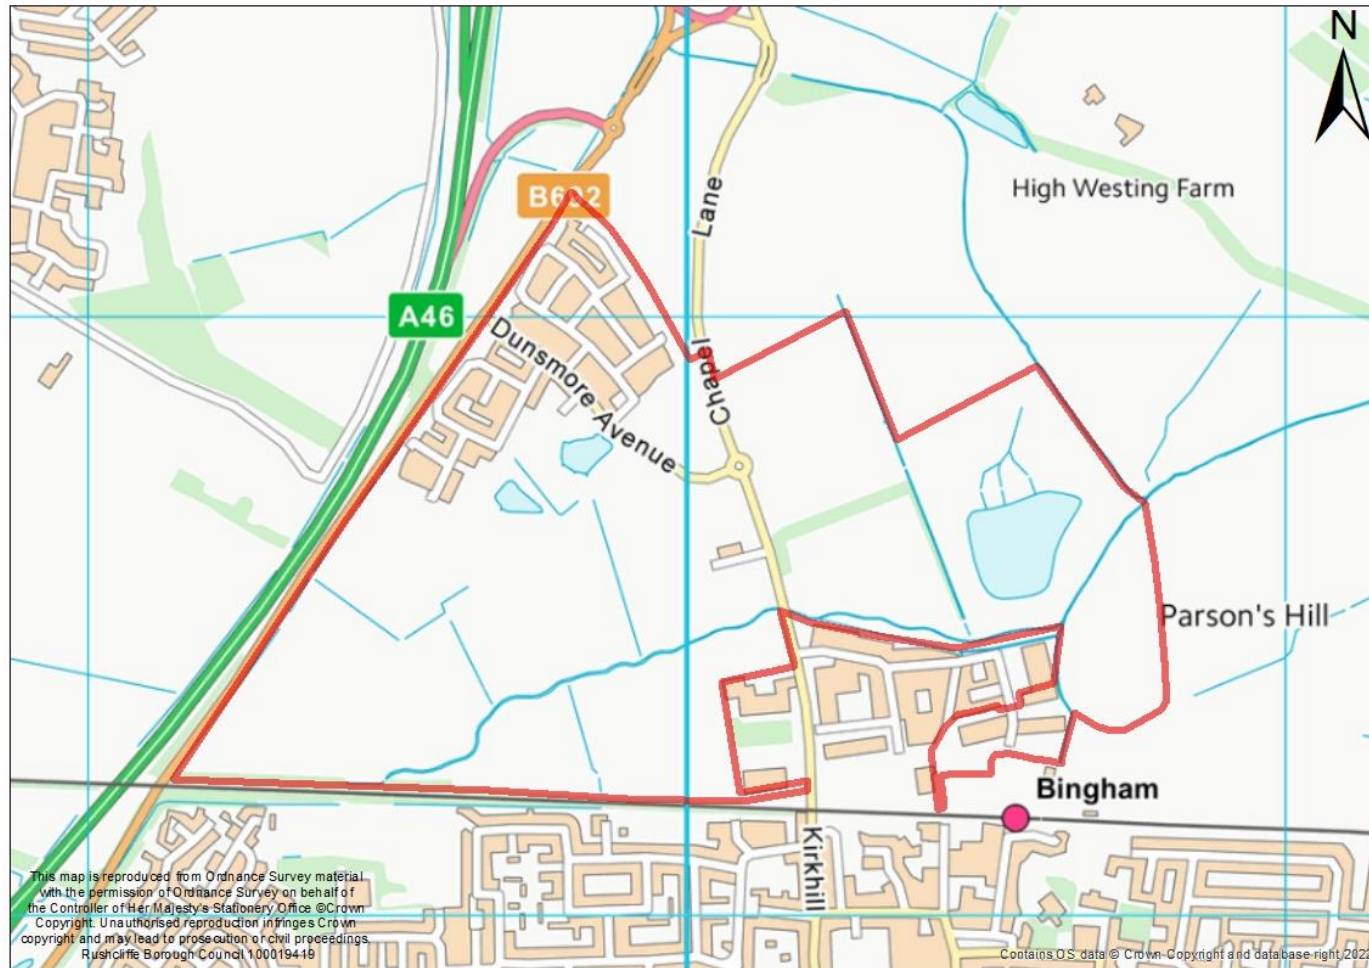 N
High Westing Farm
B692
Chapel Lane
A46
Dunsmore Avenue
Parson's Hill
Bingham
Kirkhill
This map is reproduced from Ordnance Survey material
with the permission of Ordnance Survey on behalf of
the Controller of Her Majesty's Stationery Office ©Crown
Copyright. Unauthorised reproduction infringes Crown
copyright and may lead to prosecution or civil proceedings.
Rushcliffe Borough Council 100019419
Contains OS data © Crown Copyright and database right